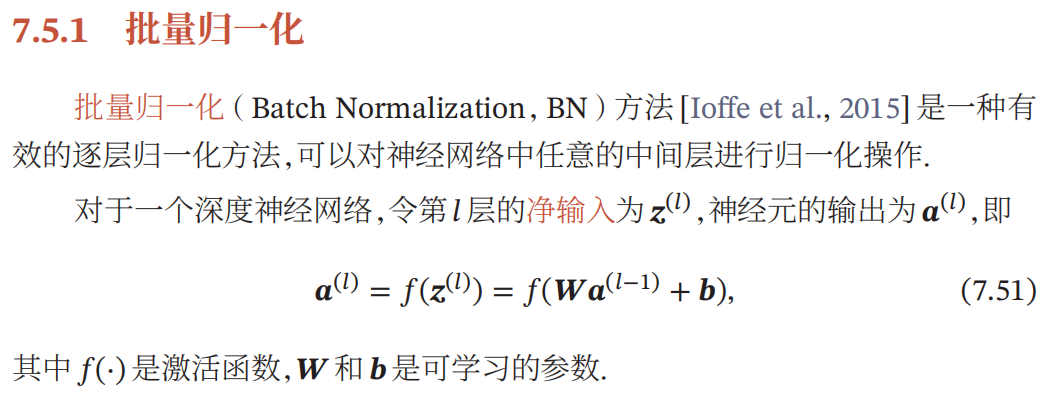 7.5.1 批量归一化
批量归一化（Batch Normalization, BN）方法[Ioffe et al., 2015]是一种有
效的逐层归一化方法,可以对神经网络中任意的中间层进行归一化操作.
对于一个深度神经网络,令第 l 层的净输入为 z^(l),神经元的输出为 a^(l),即
a^(l) = f(z^(l)) = f(Wa^(l−1) + b), (7.51)
其中 f(·) 是激活函数, W 和 b 是可学习的参数.